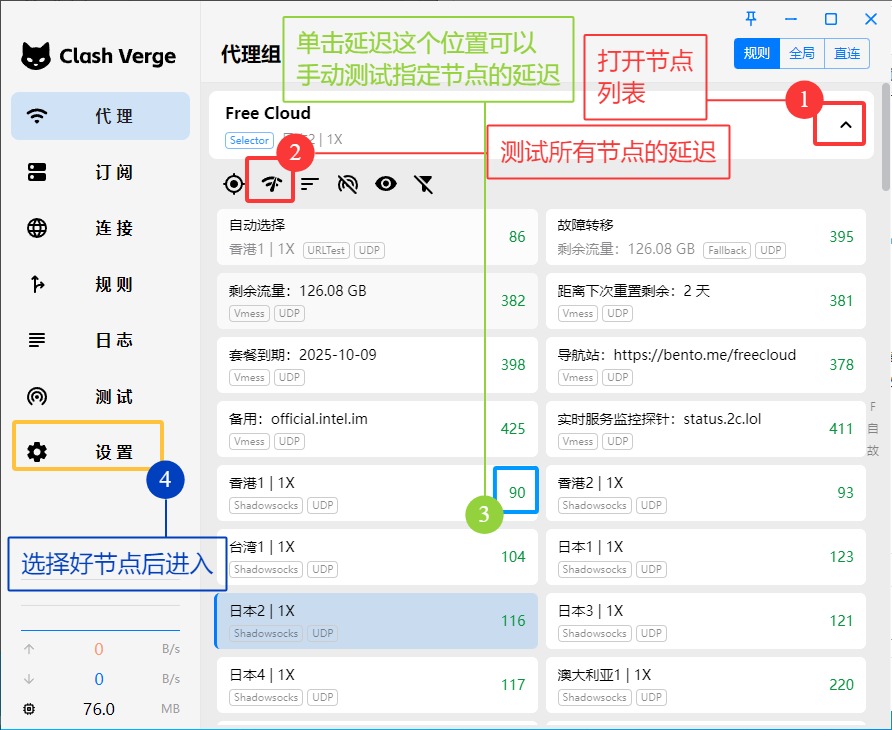 Clash Verge
代理组
单击延迟这个位置可以
手动测试指定节点的延迟
打开节点
列表
1
规则 全局 直连
代理
订阅
连接
规则
日志
测试
设置
4
选择好节点后进入
0 B/s
0 B/s
76.0 MB
Free Cloud
Selector 2 | 1X
2
测试所有节点的延迟
自动选择
香港1 | 1X URLTest UDP 86
故障转移
剩余流量：126.08 GB Fallback UDP 395
剩余流量：126.08 GB
Vmess UDP 382
距离下次重置剩余：2 天
Vmess UDP 381
套餐到期：2025-10-09
Vmess UDP 398
导航站：https://bento.me/freecloud
Vmess UDP 378
备用：official.intel.im
Vmess UDP 425
实时服务监控探针：status.2c.lol
Vmess UDP 411
香港1 | 1X
Shadowsocks UDP 90
3
香港2 | 1X
Shadowsocks UDP 93
台湾1 | 1X
Shadowsocks UDP 104
日本1 | 1X
Shadowsocks UDP 123
日本2 | 1X
Shadowsocks UDP 116
日本3 | 1X
Shadowsocks UDP 121
日本4 | 1X
Shadowsocks UDP 117
澳大利亚1 | 1X
Shadowsocks UDP 220
F
自
故